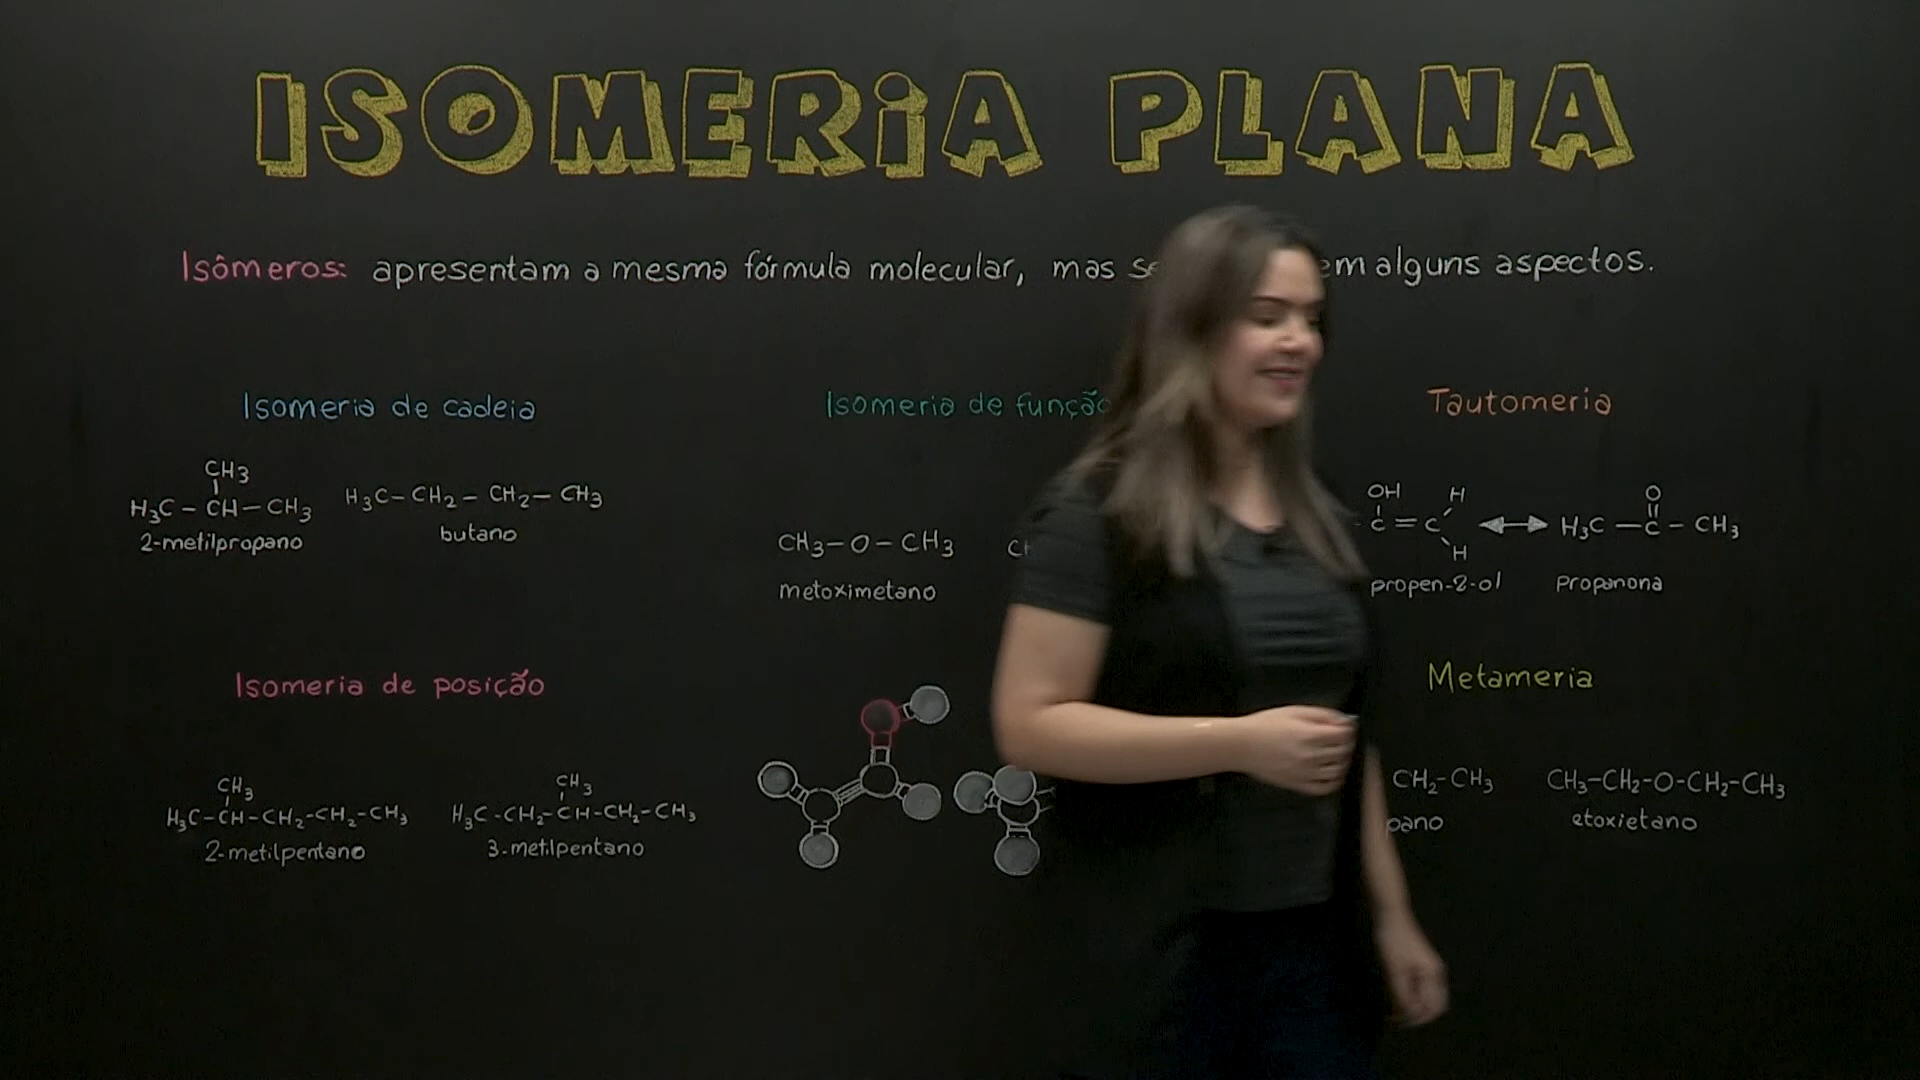 ISOMERIA PLANA
Isômeros: apresentam a mesma fórmula molecular, mas em alguns aspectos.
Isomeria de cadeia
CH3
H3C – CH – CH3
2-metilpropano
H3C – CH2 – CH2 – CH3
butano
Isomeria de função
CH3 – O – CH3
metoximetano
Tautomeria
OH H
C = C
H
propen-2-ol
O
H3C – C – CH3
Propanona
Isomeria de posição
CH3
H3C-CH-CH2-CH2-CH3
2-metilpentano
CH3
H3C-CH2-CH-CH2-CH3
3-metilpentano
Metameria
CH2-CH3
CH3-CH2-O-CH2-CH3
etoxietano